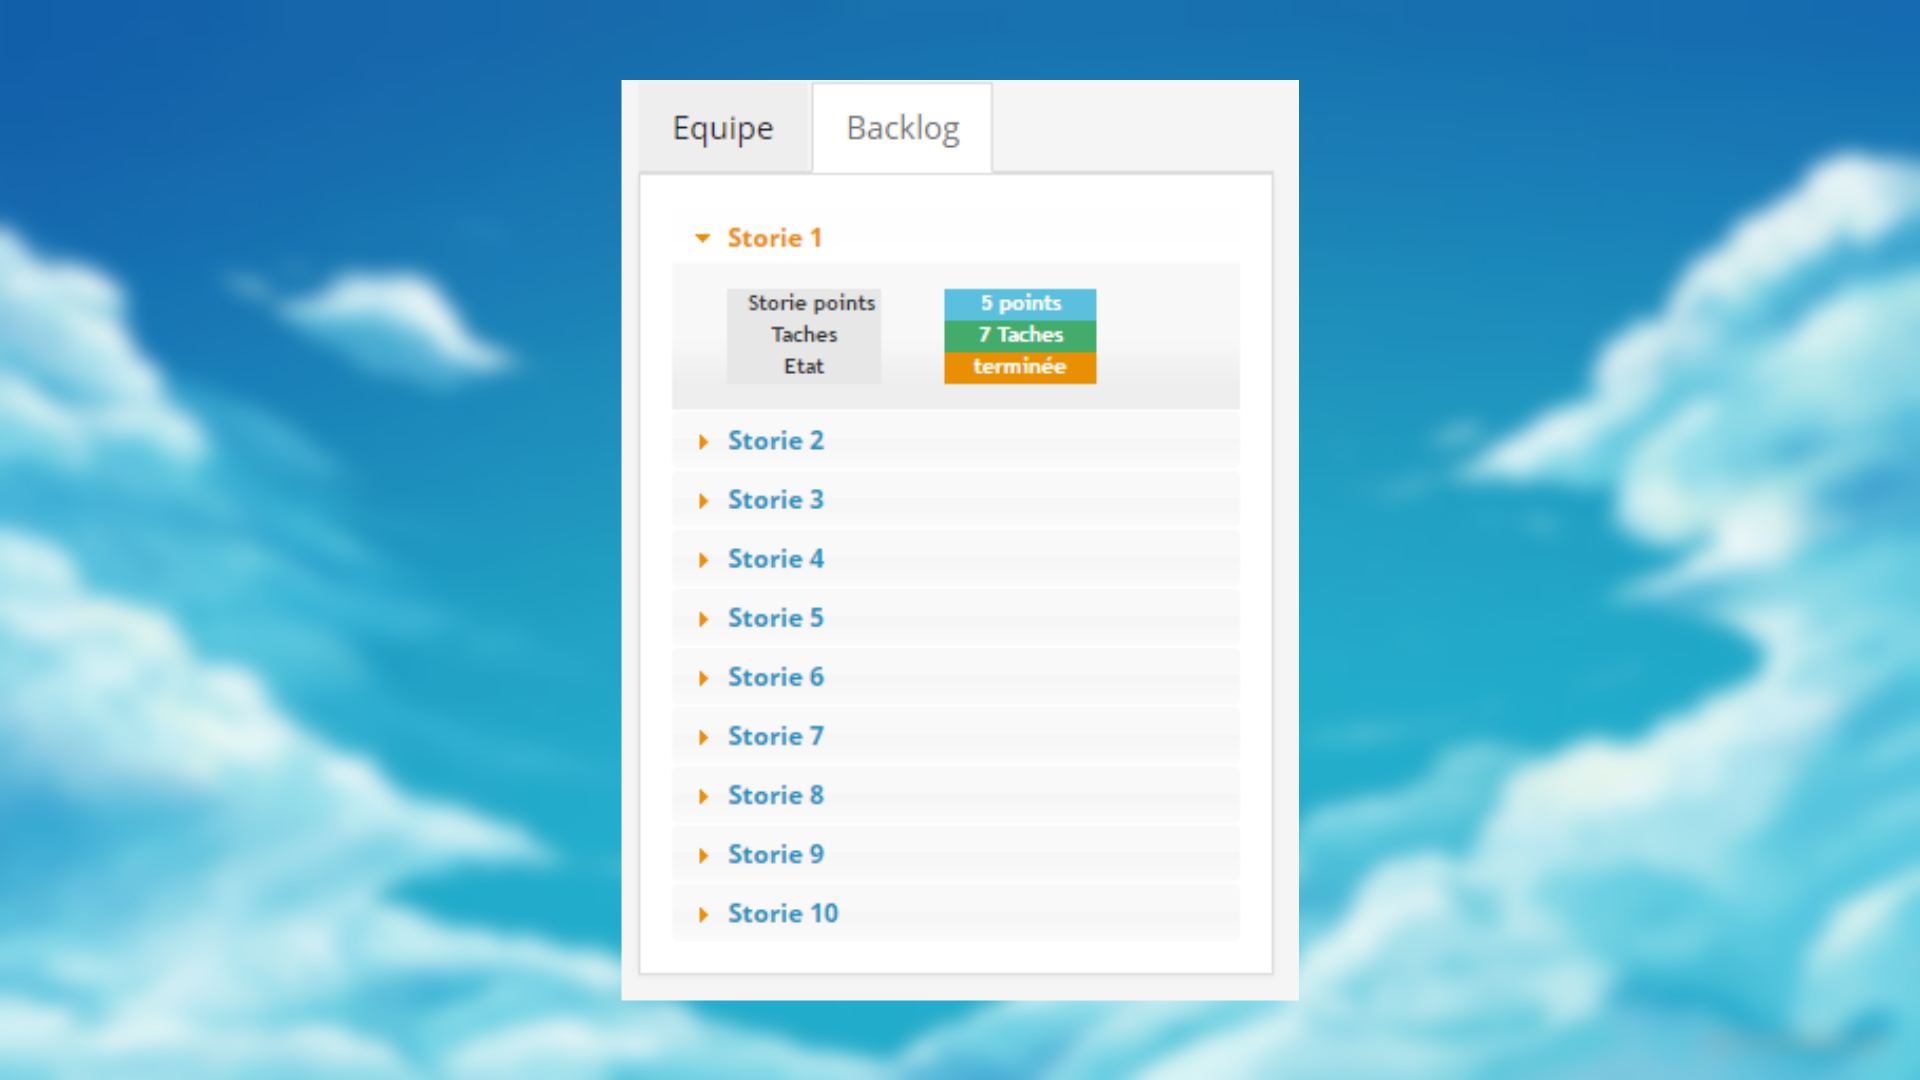 Equipe Backlog
Storie 1
Storie points 5 points
Taches 7 Taches
Etat terminée
Storie 2
Storie 3
Storie 4
Storie 5
Storie 6
Storie 7
Storie 8
Storie 9
Storie 10